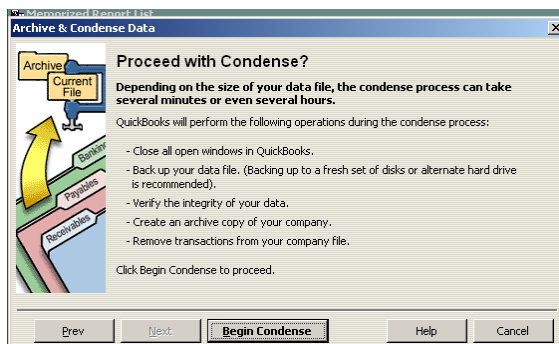 Memorized Report List
Archive & Condense Data
Archive
Current
File
Banking
Payables
Receivables
Proceed with Condense?
Depending on the size of your data file, the condense process can take
several minutes or even several hours.
QuickBooks will perform the following operations during the condense process:
- Close all open windows in QuickBooks.
- Back up your data file. (Backing up to a fresh set of disks or alternate hard drive
is recommended).
- Verify the integrity of your data.
- Create an archive copy of your company.
- Remove transactions from your company file.
Click Begin Condense to proceed.
Prev Next Begin Condense Help Cancel